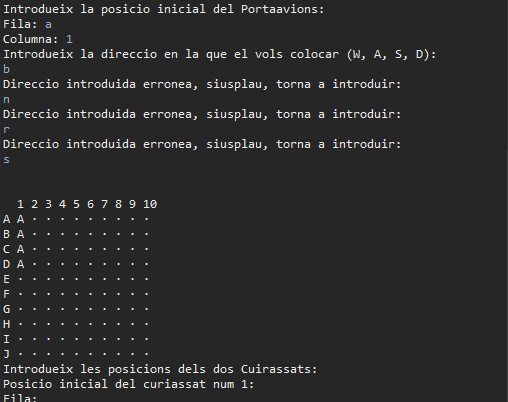 Introdueix la posicio inicial del Portaavions:
Fila: a
Columna: 1
Introdueix la direccio en la que el vols colocar (W, A, S, D):
b
Direccio introduida erronea, siusplau, torna a introduir:
n
Direccio introduida erronea, siusplau, torna a introduir:
r
Direccio introduida erronea, siusplau, torna a introduir:
s
1 2 3 4 5 6 7 8 9 10
A A · · · · · · · · ·
B A · · · · · · · · ·
C A · · · · · · · · ·
D A · · · · · · · · ·
E · · · · · · · · · ·
F · · · · · · · · · ·
G · · · · · · · · · ·
H · · · · · · · · · ·
I · · · · · · · · · ·
J · · · · · · · · · ·
Introdueix les posicions dels dos Cuirassats:
Posicio inicial del curiassat num 1:
Fila: